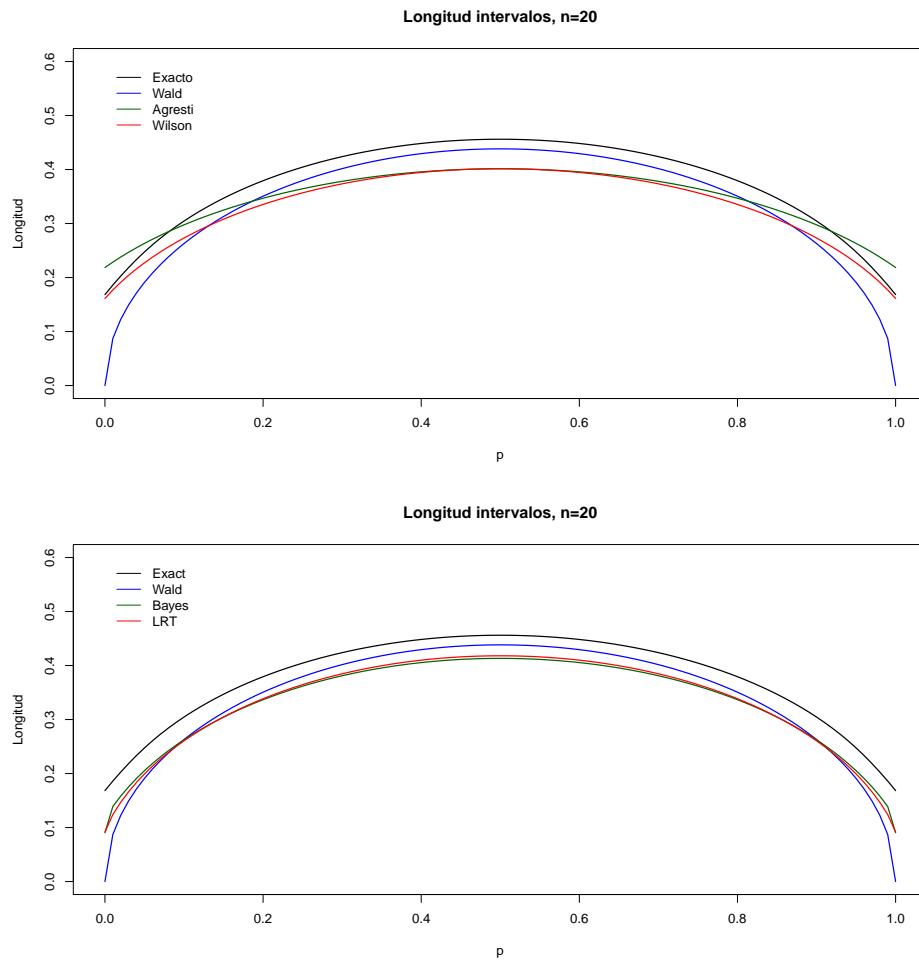 Longitud intervalos, n=20
0.6
0.5
0.4
0.3
0.2
0.1
0.0
Longitud
Exacto
Wald
Agresti
Wilson
0.0 0.2 0.4 0.6 0.8 1.0
p
Longitud intervalos, n=20
0.6
0.5
0.4
0.3
0.2
0.1
0.0
Longitud
Exact
Wald
Bayes
LRT
0.0 0.2 0.4 0.6 0.8 1.0
p